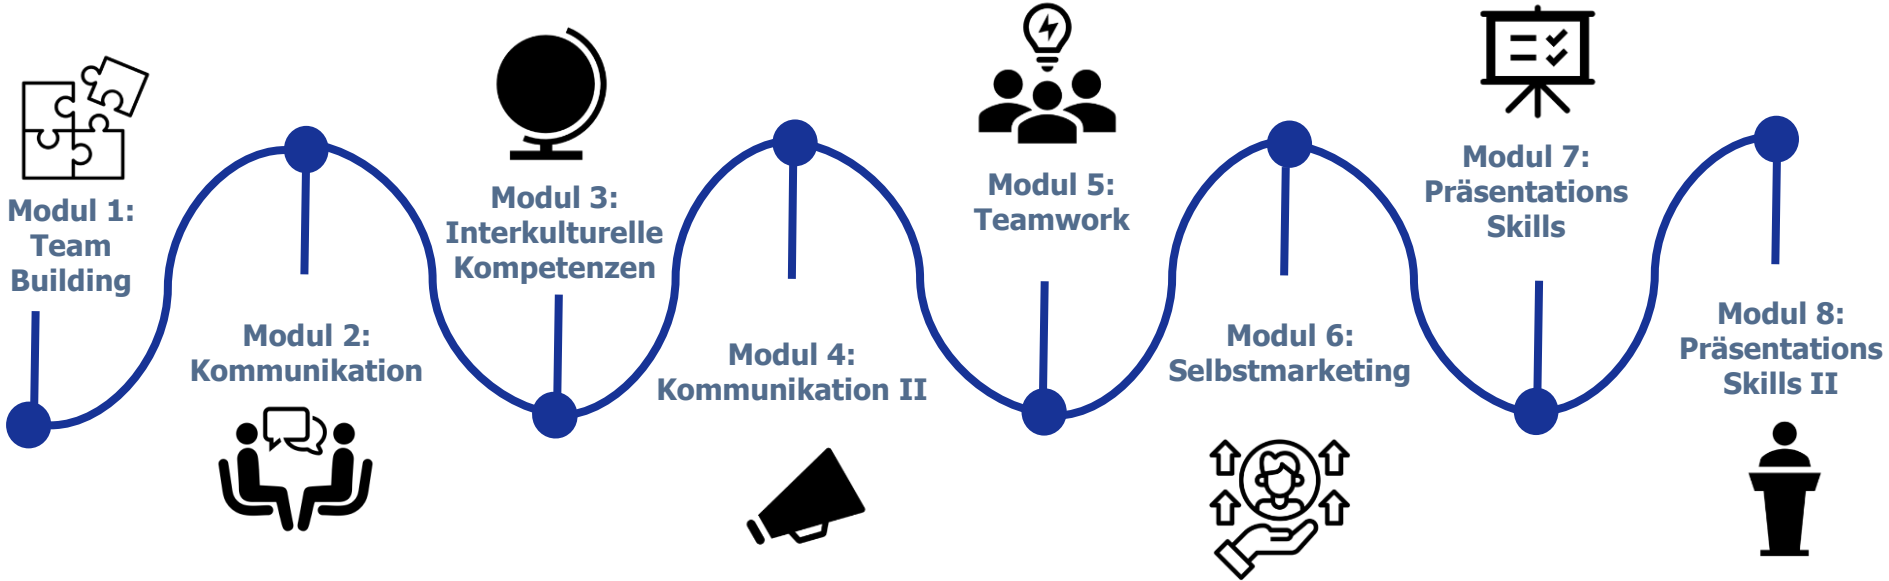 Modul 1:
Team
Building
Modul 2:
Kommunikation
Modul 3:
Interkulturelle
Kompetenzen
Modul 4:
Kommunikation II
Modul 5:
Teamwork
Modul 6:
Selbstmarketing
Modul 7:
Präsentations
Skills
Modul 8:
Präsentations
Skills II